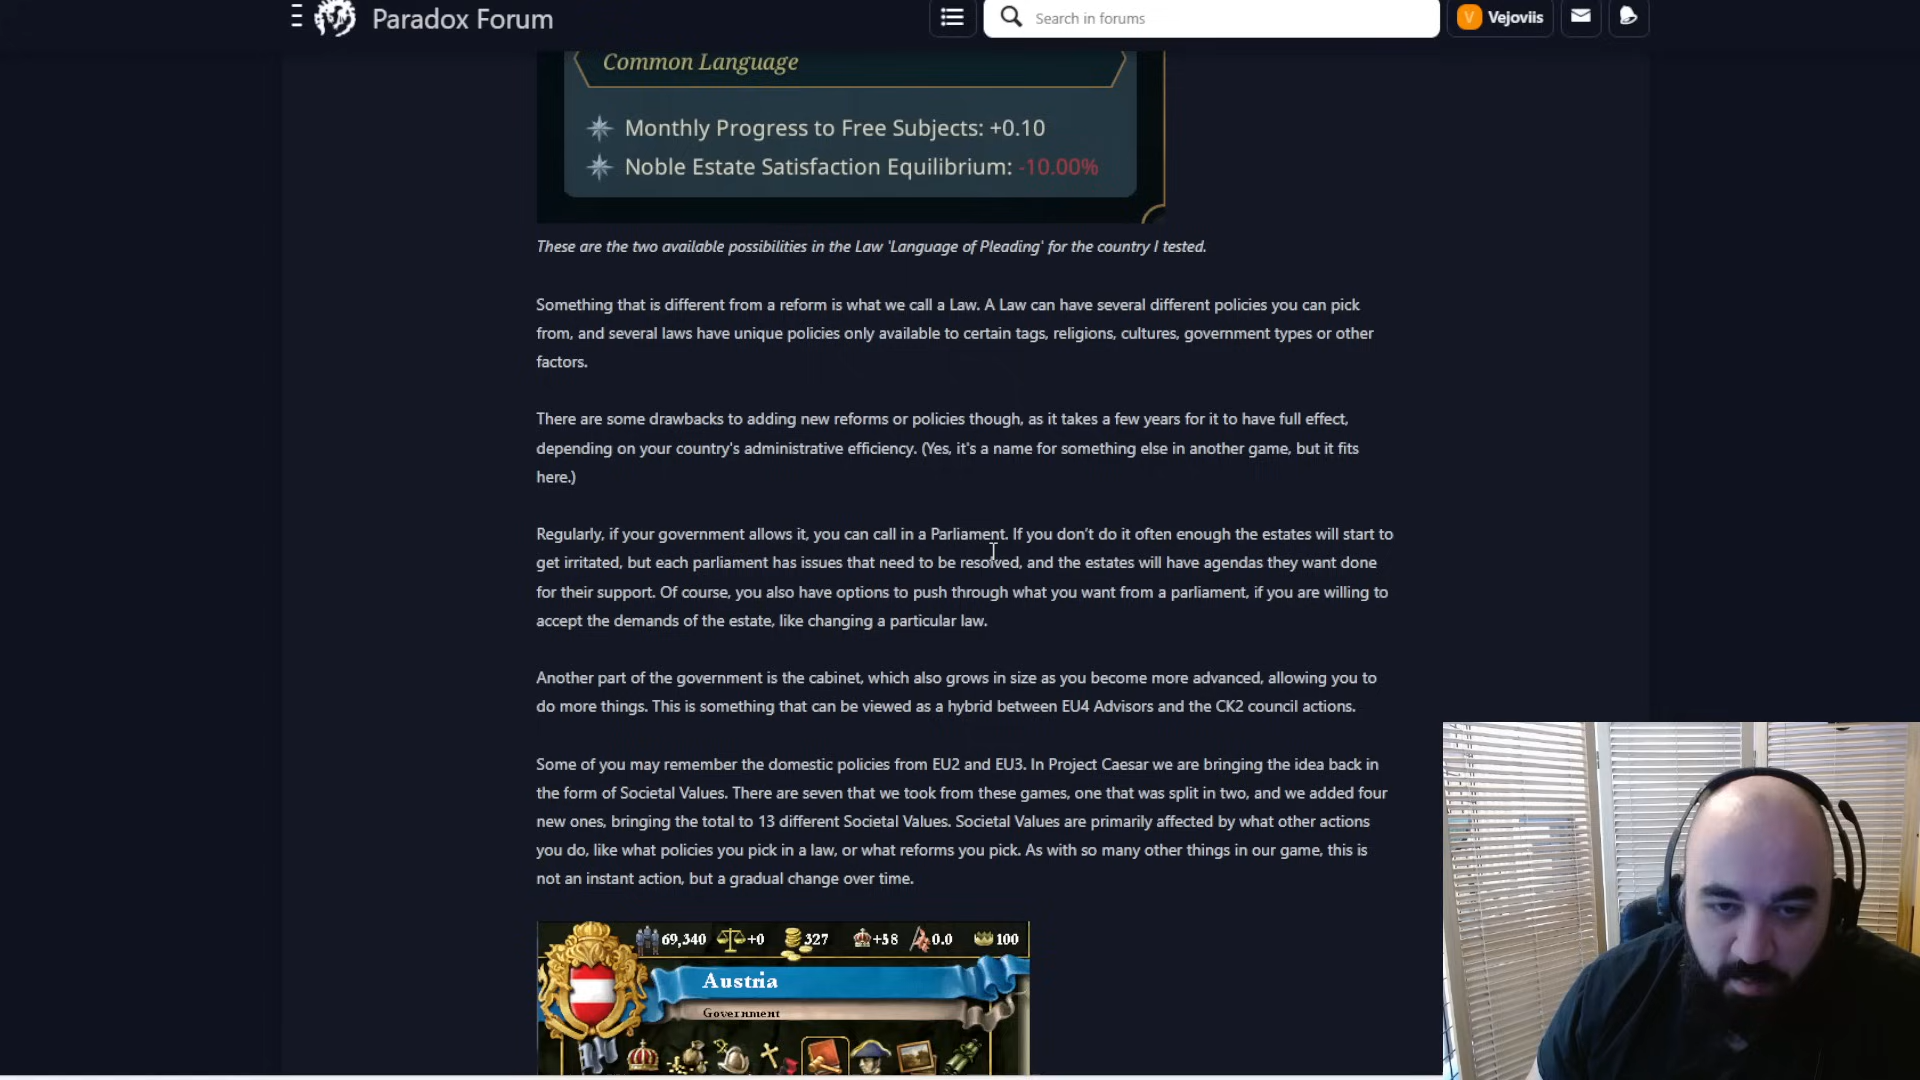 Paradox Forum
Search in forums
V Vejoviis
Common Language
Monthly Progress to Free Subjects: +0.10
Noble Estate Satisfaction Equilibrium: -10.00%
These are the two available possibilities in the Law 'Language of Pleading' for the country I tested.
Something that is different from a reform is what we call a Law. A Law can have several different policies you can pick
from, and several laws have unique policies only available to certain tags, religions, cultures, government types or other
factors.
There are some drawbacks to adding new reforms or policies though, as it takes a few years for it to have full effect,
depending on your country's administrative efficiency. (Yes, it's a name for something else in another game, but it fits
here.)
Regularly, if your government allows it, you can call in a Parliament. If you don't do it often enough the estates will start to
get irritated, but each parliament has issues that need to be resolved, and the estates will have agendas they want done
for their support. Of course, you also have options to push through what you want from a parliament, if you are willing to
accept the demands of the estate, like changing a particular law.
Another part of the government is the cabinet, which also grows in size as you become more advanced, allowing you to
do more things. This is something that can be viewed as a hybrid between EU4 Advisors and the CK2 council actions.
Some of you may remember the domestic policies from EU2 and EU3. In Project Caesar we are bringing the idea back in
the form of Societal Values. There are seven that we took from these games, one that was split in two, and we added four
new ones, bringing the total to 13 different Societal Values. Societal Values are primarily affected by what other actions
you do, like what policies you pick in a law, or what reforms you pick. As with so many other things in our game, this is
not an instant action, but a gradual change over time.
69,340 +0 327 +58 0.0 100
Austria
Government